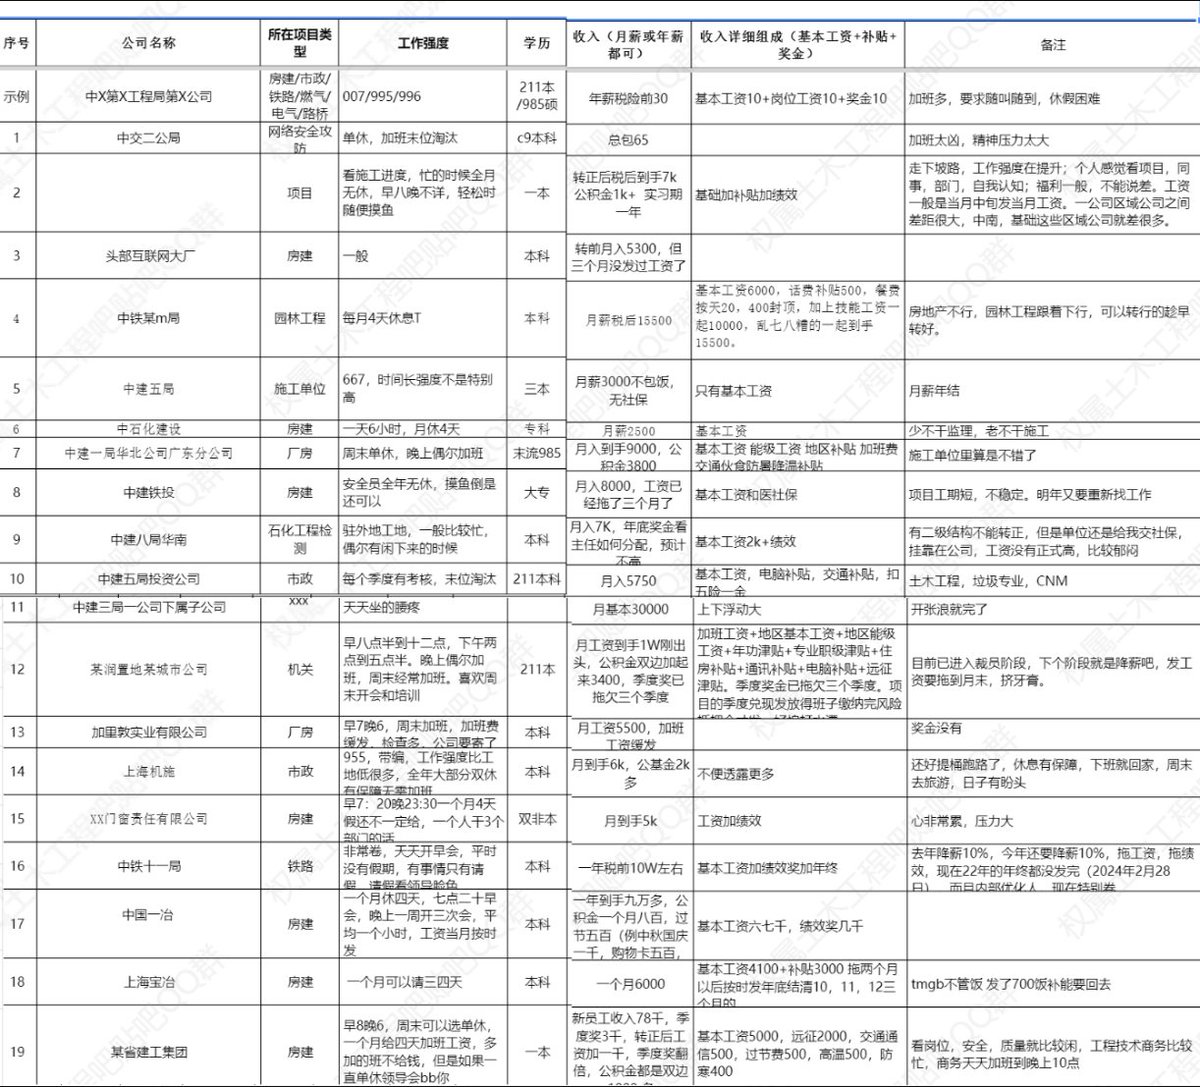 序号 公司名称 所在项目类型 工作强度 学历 收入（月薪或年薪都可） 收入详细组成（基本工资+补贴+奖金） 备注
示例 中X第X工程局第X公司 房建/市政/铁路/燃气/电气/路桥 007/995/996 211本/985硕 年薪税险前30 基本工资10+岗位工资10+奖金10 加班多，要求随叫随到，休假困难
1 中交二公局 网络安全攻防 单休，加班末位淘汰 c9本科 总包65 加班太凶，精神压力太大
2 项目 看施工进度，忙的时候全月无休，早八晚不详，轻松时随便摸鱼 一本 转正后税后到手7k 公积金1k+ 实习期一年 基础加补贴加绩效 走下坡路，工作强度在提升；个人感觉看项目，同事，部门，自我认知；福利一般，不能说差。工资一般是当月中旬发当月工资。一公司区域公司之间差距很大，中南，基础这些区域公司就差很多。
3 头部互联网大厂 房建 一般 本科 转前月入5300，但三个月没发过工资了
4 中铁某m局 园林工程 每月4天休息T 本科 月薪税后15500 基本工资6000，话费补贴500，餐费按天20，400封顶，加上技能工资一起10000，乱七八糟的一起到手15500。 房地产不行，园林工程跟着下行，可以转行的趁早转好。
5 中建五局 施工单位 667，时间长强度不是特别高 三本 月薪3000不包饭，无社保 只有基本工资 月薪年结
6 中石化建设 房建 一天6小时，月休4天 专科 月薪2500 基本工资 少不干监理，老不干施工
7 中建一局华北公司广东分公司 厂房 周末单休，晚上偶尔加班 末流985 月入到手9000，公积金3800 基本工资 能级工资 地区补贴 加班费 交通伙食防暑降温补贴 施工单位里算是不错了
8 中建铁投 房建 安全员全年无休，摸鱼倒是还可以 大专 月入8000，工资已经拖了三个月了 基本工资和医社保 项目工期短，不稳定。明年又要重新找工作
9 中建八局华南 石化工程检测 驻外地工地，一般比较忙，偶尔有闲下来的时候 本科 月入7K，年底奖金看主任如何分配，预计不高 基本工资2k+绩效 有二级结构不能转正，但是单位还是给我交社保，挂靠在公司，工资没有正式高，比较郁闷
10 中建五局投资公司 市政 每个季度有考核，末位淘汰 211本科 月入5750 基本工资，电脑补贴，交通补贴，扣五险一金 土木工程，垃圾专业，CNM
11 中建三局一公司下属子公司 xxx 天天坐的腰疼 月基本30000 上下浮动大 开张浪就完了
12 某润置地某城市公司 机关 早八点半到十二点，下午两点到五点半。晚上偶尔加班，周末经常加班。喜欢周末开会和培训 211本 月工资到手1W刚出头，公积金双边加起来3400，季度奖已拖欠三个季度 加班工资+地区基本工资+地区能级工资+年功津贴+专业职级津贴+住房补贴+通讯补贴+电脑补贴+远征津贴。季度奖金已拖欠三个季度。项目的季度兑现发放得班子缴纳完风险 目前已进入裁员阶段，下个阶段就是降薪吧，发工资要拖到月末，挤牙膏。
13 加里敦实业有限公司 厂房 早7晚6，周末加班，加班费缓发，检查多，公司要寄了 本科 月工资5500，加班工资缓发 奖金没有
14 上海机施 市政 955，带编，工作强度比工地低很多，全年大部分双休有保障无需加班 本科 月到手6k，公基金2k多 不便透露更多 还好提桶跑路了，休息有保障，下班就回家，周末去旅游，日子有盼头
15 XX门窗责任有限公司 房建 早7：20晚23:30一个月4天假还不一定给，一个人干3个部门的活 双非本 月到手5k 工资加绩效 心非常累，压力大
16 中铁十一局 铁路 非常卷，天天开早会，平时没有假期，有事情只有请假，请假看领导脸色 本科 一年税前10W左右 基本工资加绩效奖加年终 去年降薪10%，今年还要降薪10%，拖工资，拖绩效，现在22年的年终都没发完（2024年2月28日），而且内部优化人，现在特别卷
17 中国一冶 房建 一个月休四天，七点二十早会，晚上一周开三次会，平均一个小时，工资当月按时发 本科 一年到手九万多，公积金一个月八百，过节五百（例中秋国庆一千，购物卡五百， 基本工资六七千，绩效奖几千
18 上海宝冶 房建 一个月可以请三四天 本科 一个月6000 基本工资4100+补贴3000 拖两个月以后按时发年底结清10，11，12三个月的 tmgb不管饭 发了700饭补能要回去
19 某省建工集团 房建 早8晚6，周末可以选单休，一个月给四天加班工资，多加的班不给钱，但是如果一直单休领导会bb你 一本 新员工收入78千，季度奖3千，转正后工资加一千，季度奖翻倍，公积金都是双边 基本工资5000，远征2000，交通通信500，过节费500，高温500，防寒400 看岗位，安全，质量就比较闲，工程技术商务比较忙，商务天天加班到晚上10点